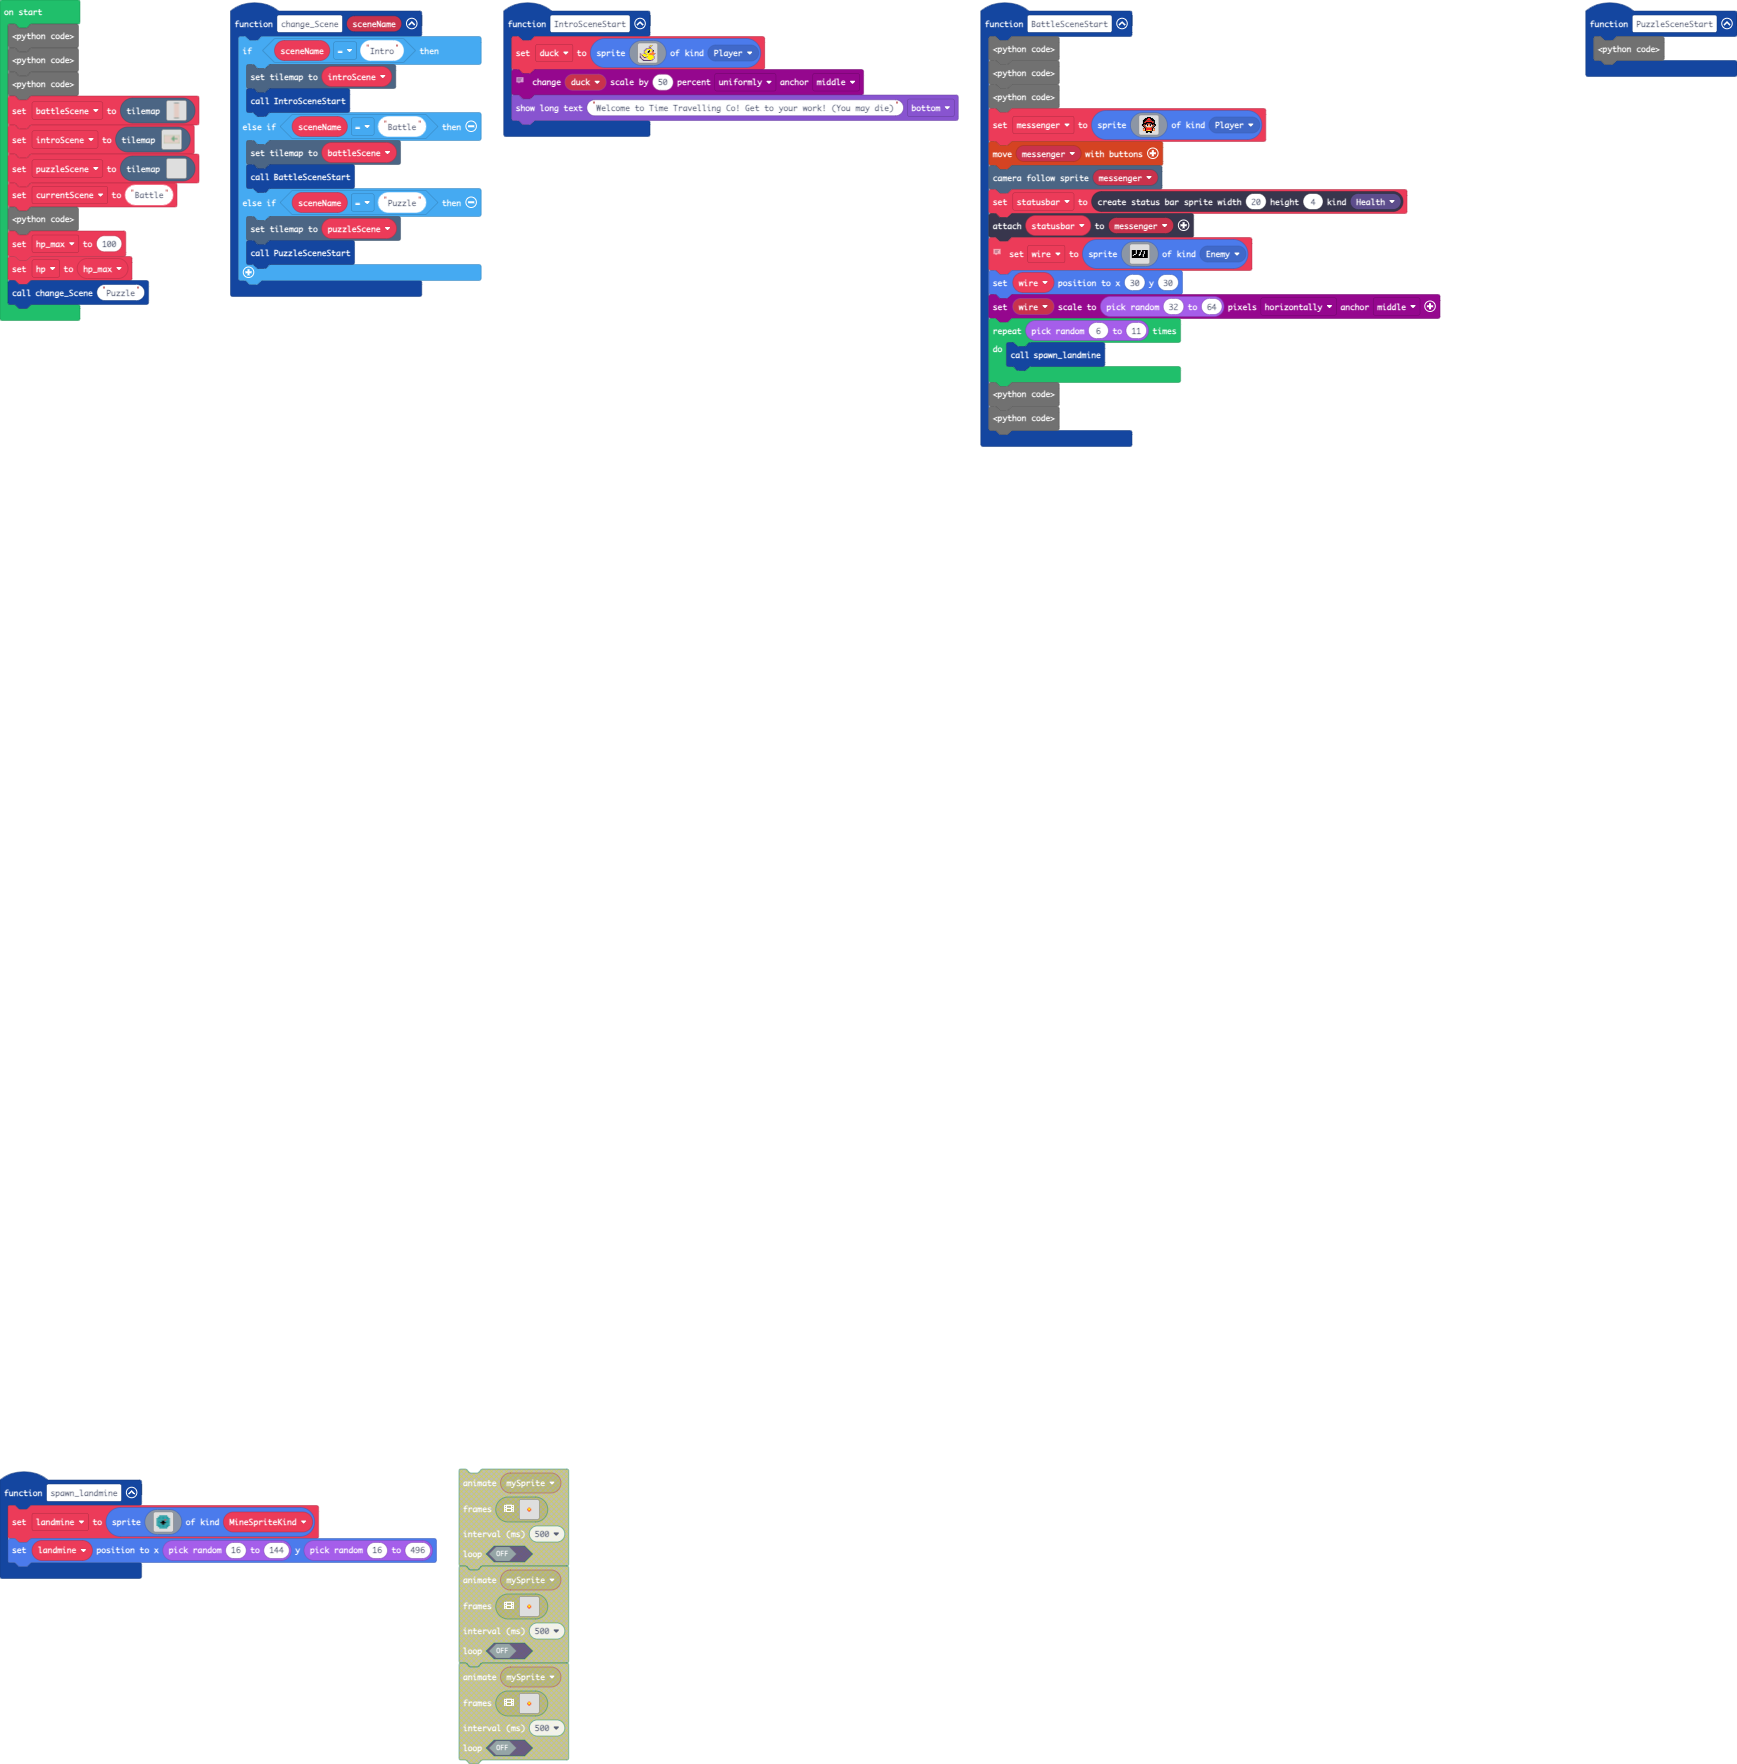 on start
<python code>
<python code>
<python code>
set battleScene to tilemap
set introScene to tilemap
set puzzleScene to tilemap
set currentScene to "Battle"
<python code>
set hp_max to 100
set hp to hp_max
call change_Scene "Puzzle"
function change_Scene sceneName
if sceneName = "Intro" then
set tilemap to introScene
call IntroSceneStart
else if sceneName = "Battle" then
set tilemap to battleScene
call BattleSceneStart
else if sceneName = "Puzzle" then
set tilemap to puzzleScene
call PuzzleSceneStart
function IntroSceneStart
set duck to sprite of kind Player
change duck scale by 50 percent uniformly anchor middle
show long text "Welcome to Time Travelling Co! Get to your work! (You may die)" bottom
function BattleSceneStart
<python code>
<python code>
<python code>
set messenger to sprite of kind Player
move messenger with buttons
camera follow sprite messenger
set statusbar to create status bar sprite width 20 height 4 kind Health
attach statusbar to messenger
set wire to sprite of kind Enemy
set wire position to x 30 y 30
set wire scale to pick random 32 to 64 pixels horizontally anchor middle
repeat pick random 6 to 11 times
do call spawn_landmine
<python code>
<python code>
function PuzzleSceneStart
<python code>
function spawn_landmine
set landmine to sprite of kind MineSpriteKind
set landmine position to x pick random 16 to 144 y pick random 16 to 496
animate mySprite
frames
interval (ms) 500
loop OFF
animate mySprite
frames
interval (ms) 500
loop OFF
animate mySprite
frames
interval (ms) 500
loop OFF